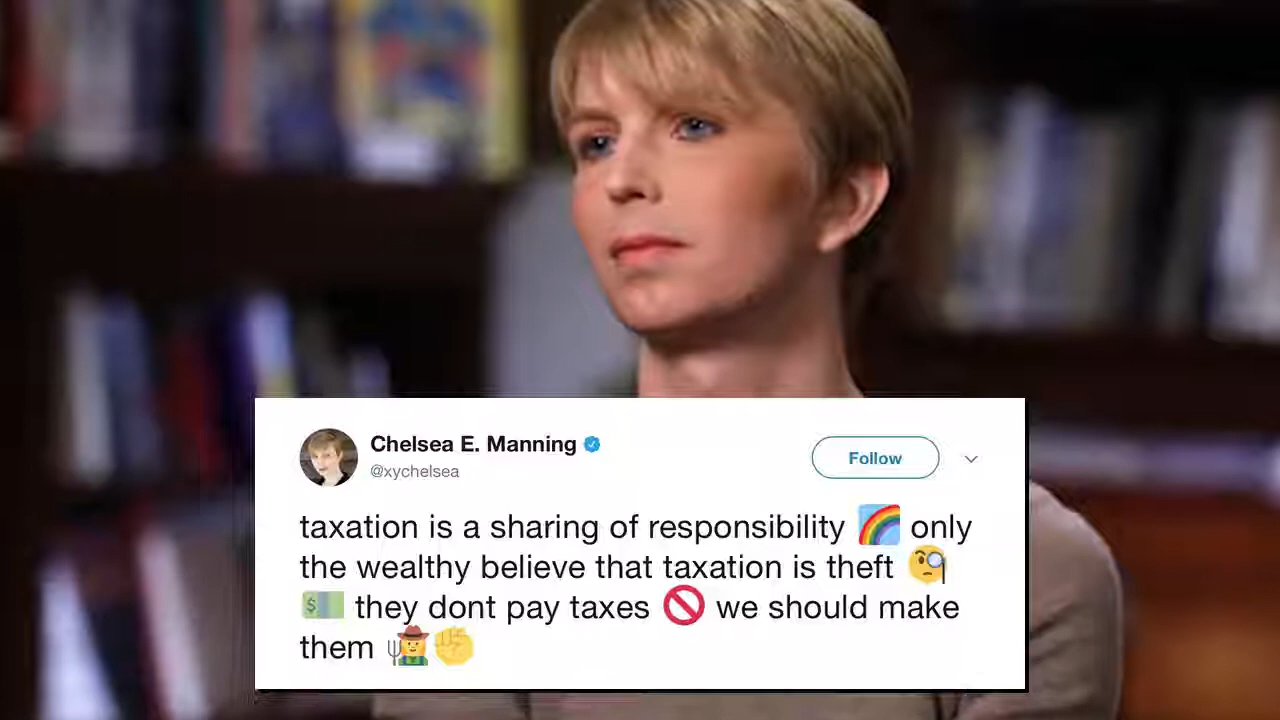 Chelsea E. Manning
@xychelsea
Follow
taxation is a sharing of responsibility 🌈 only
the wealthy believe that taxation is theft 🧐
💵 they dont pay taxes 🚫 we should make
them 👩‍🌾✊